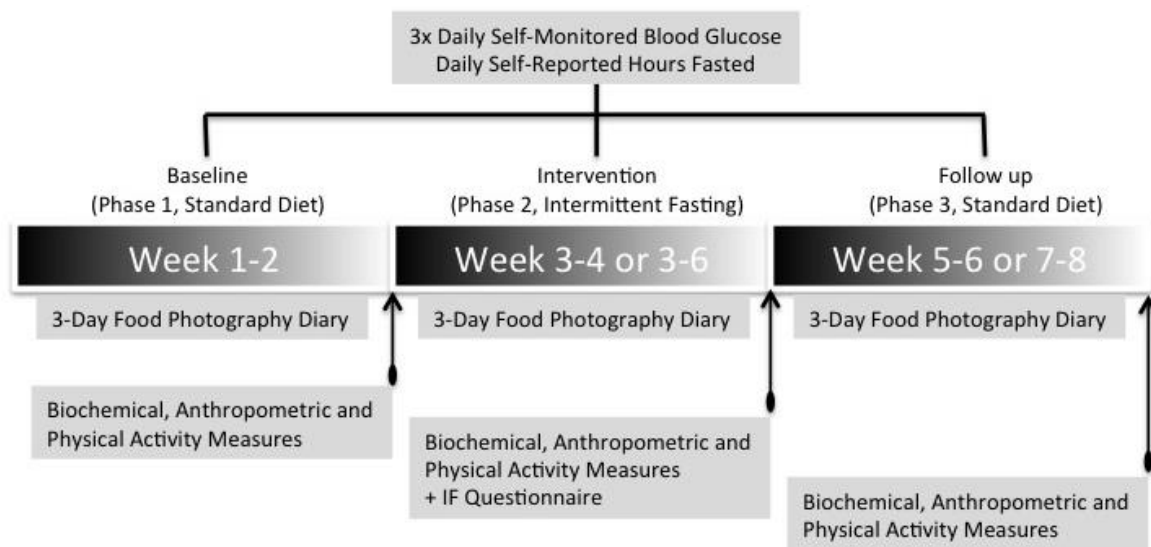 3x Daily Self-Monitored Blood Glucose
Daily Self-Reported Hours Fasted
Baseline
(Phase 1, Standard Diet)
Intervention
(Phase 2, Intermittent Fasting)
Follow up
(Phase 3, Standard Diet)
Week 1-2
Week 3-4 or 3-6
Week 5-6 or 7-8
3-Day Food Photography Diary
3-Day Food Photography Diary
3-Day Food Photography Diary
Biochemical, Anthropometric and
Physical Activity Measures
Biochemical, Anthropometric and
Physical Activity Measures
+ IF Questionnaire
Biochemical, Anthropometric and
Physical Activity Measures